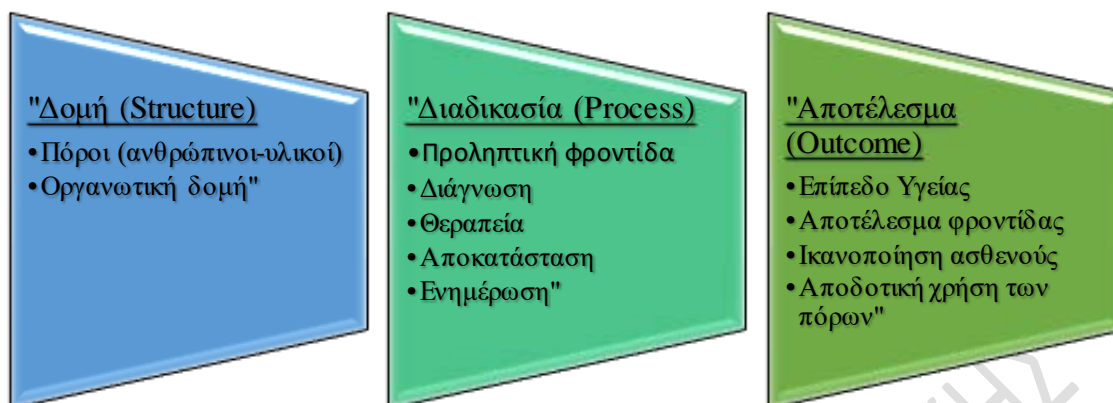 "Δομή (Structure)
•Πόροι (ανθρώπινοι-υλικοί)
•Οργανωτική δομή"
"Διαδικασία (Process)
•Προληπτική φροντίδα
•Διάγνωση
•Θεραπεία
•Αποκατάσταση
•Ενημέρωση"
"Αποτέλεσμα
(Outcome)
•Επίπεδο Υγείας
•Αποτέλεσμα φροντίδας
•Ικανοποίηση ασθενούς
•Αποδοτική χρήση των
πόρων"